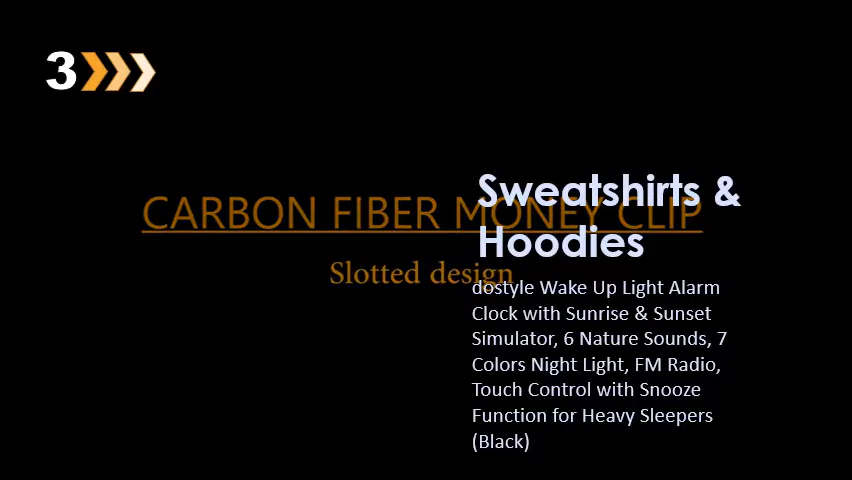 3
Sweatshirts &
CARBON FIBER MONEY CLIP
Hoodies
Slotted design
dostyle Wake Up Light Alarm
Clock with Sunrise & Sunset
Simulator, 6 Nature Sounds, 7
Colors Night Light, FM Radio,
Touch Control with Snooze
Function for Heavy Sleepers
(Black)